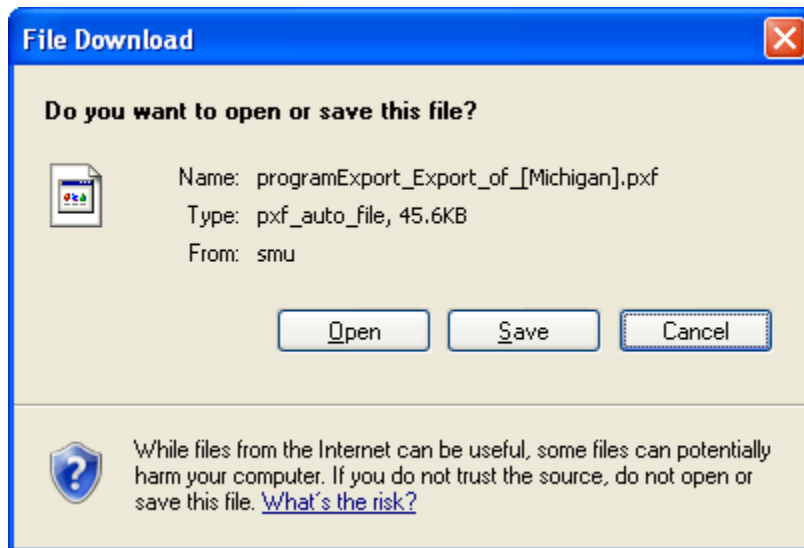 File Download
Do you want to open or save this file?
Name: programExport_Export_of_[Michigan].pxf
Type: pxf_auto_file, 45.6KB
From: smu
Open Save Cancel
While files from the Internet can be useful, some files can potentially
harm your computer. If you do not trust the source, do not open or
save this file. What's the risk?